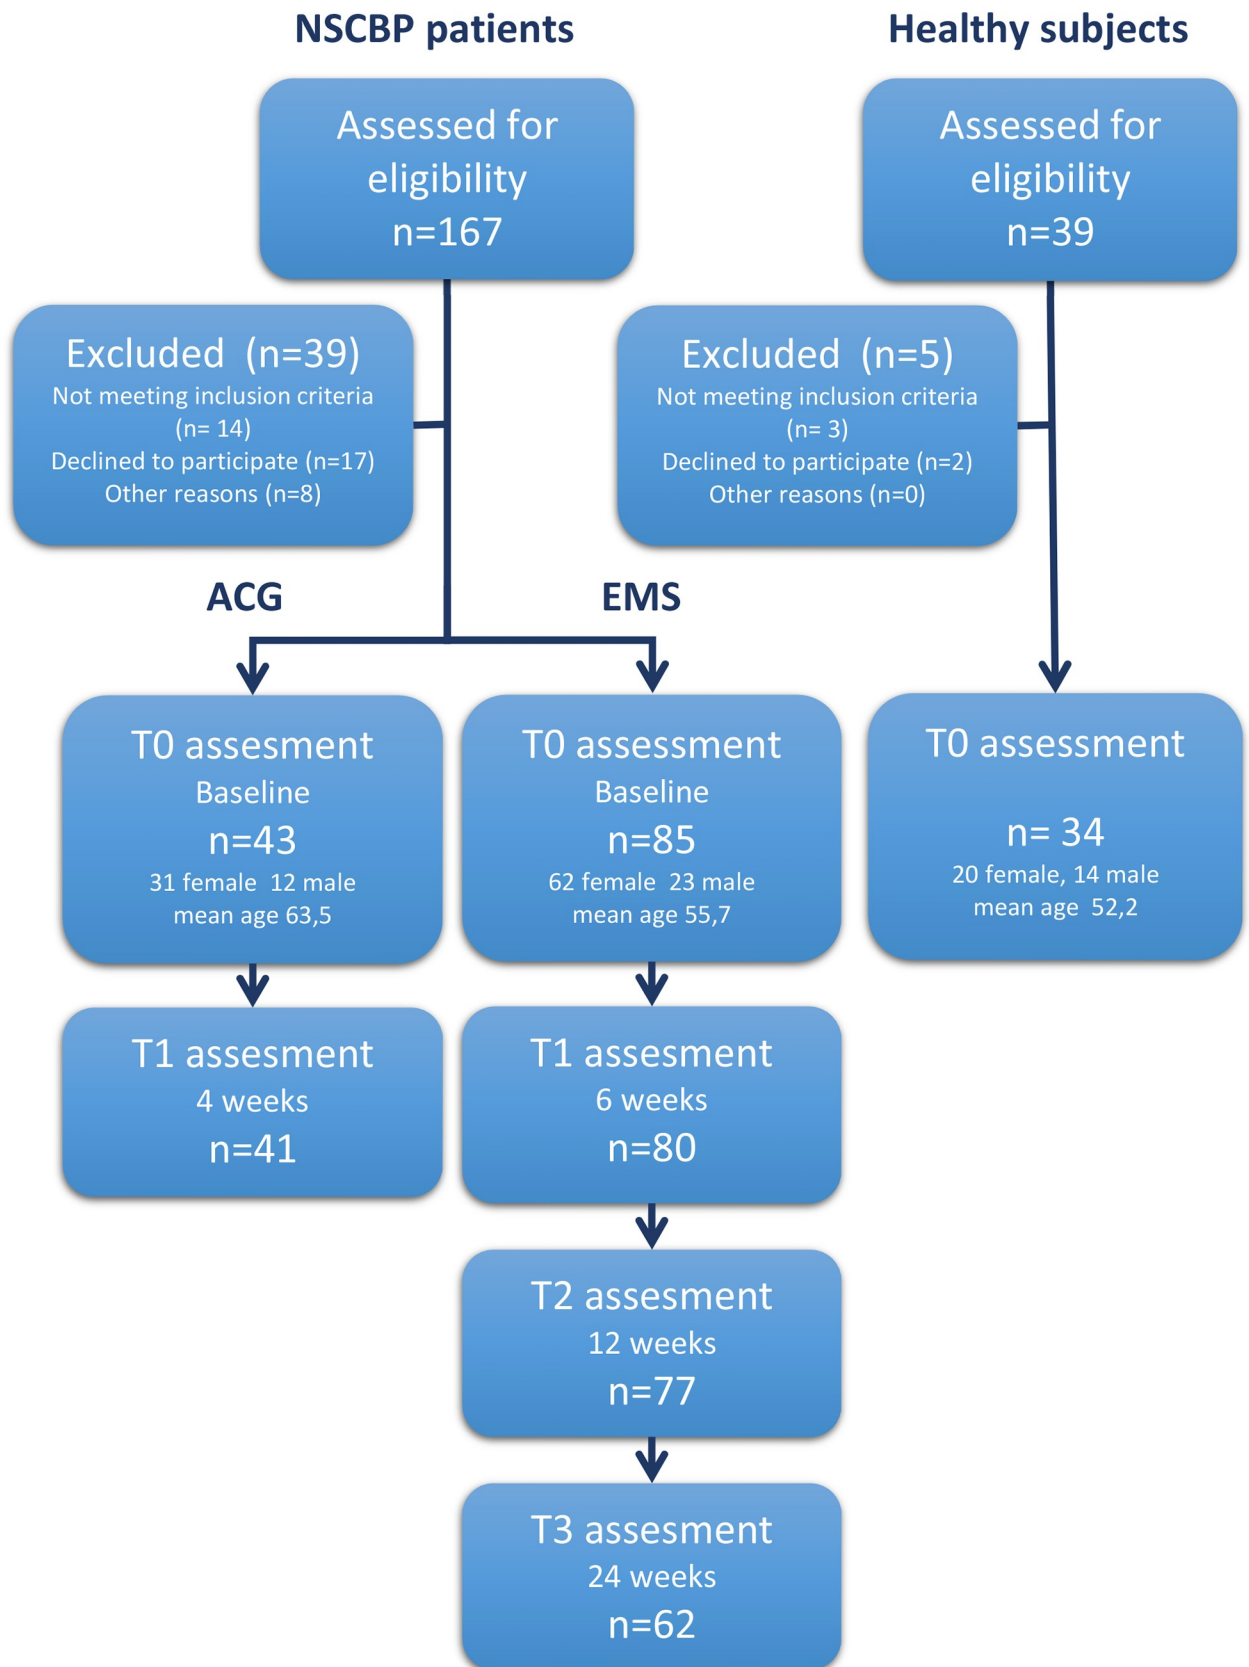 NSCBP patients
Healthy subjects
Assessed for
eligibility
n=167
Assessed for
eligibility
n=39
Excluded  (n=39)
Not meeting inclusion criteria
(n= 14)
Declined to participate (n=17)
Other reasons (n=8)
Excluded  (n=5)
Not meeting inclusion criteria
(n= 3)
Declined to participate (n=2)
Other reasons (n=0)
ACG
EMS
T0 assesment
Baseline
n=43
31 female  12 male
mean age 63,5
T0 assessment
Baseline
n=85
62 female  23 male
mean age 55,7
T0 assessment
n= 34
20 female, 14 male
mean age  52,2
T1 assesment
4 weeks
n=41
T1 assesment
6 weeks
n=80
T2 assesment
12 weeks
n=77
T3 assesment
24 weeks
n=62